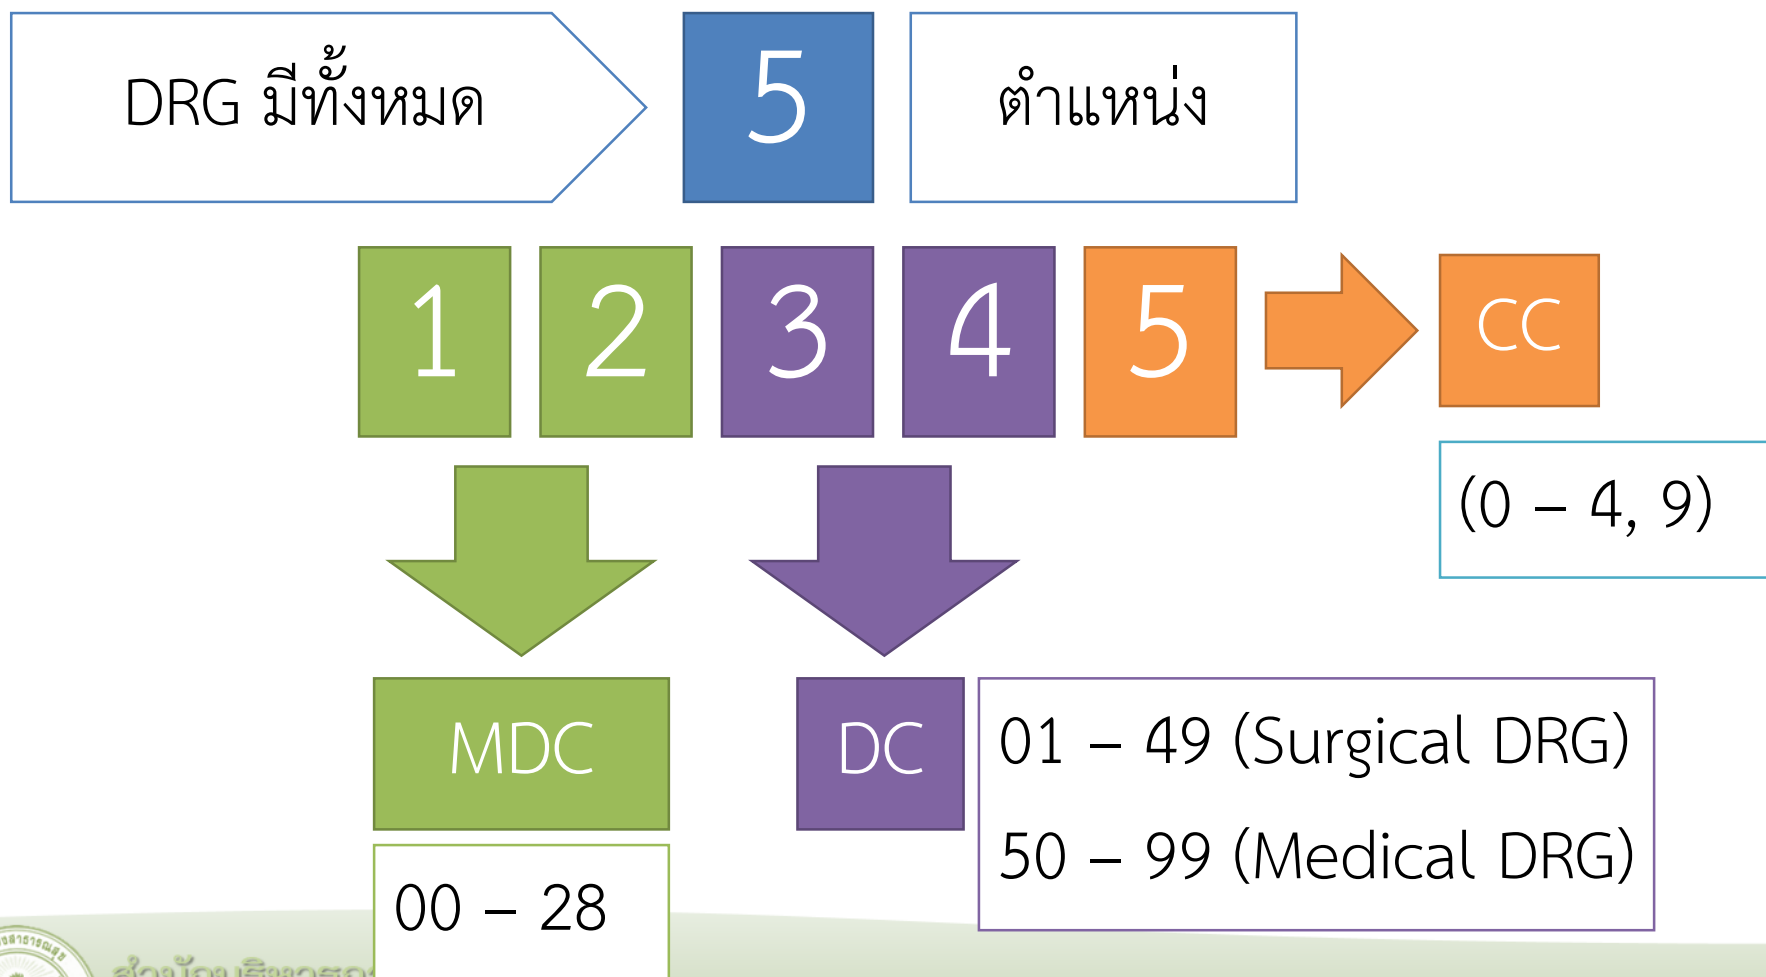 DRG มีทั้งหมด 5 ตำแหน่ง
1 2 3 4 5 CC
(0 – 4, 9)
MDC DC
01 – 49 (Surgical DRG)
50 – 99 (Medical DRG)
00 – 28